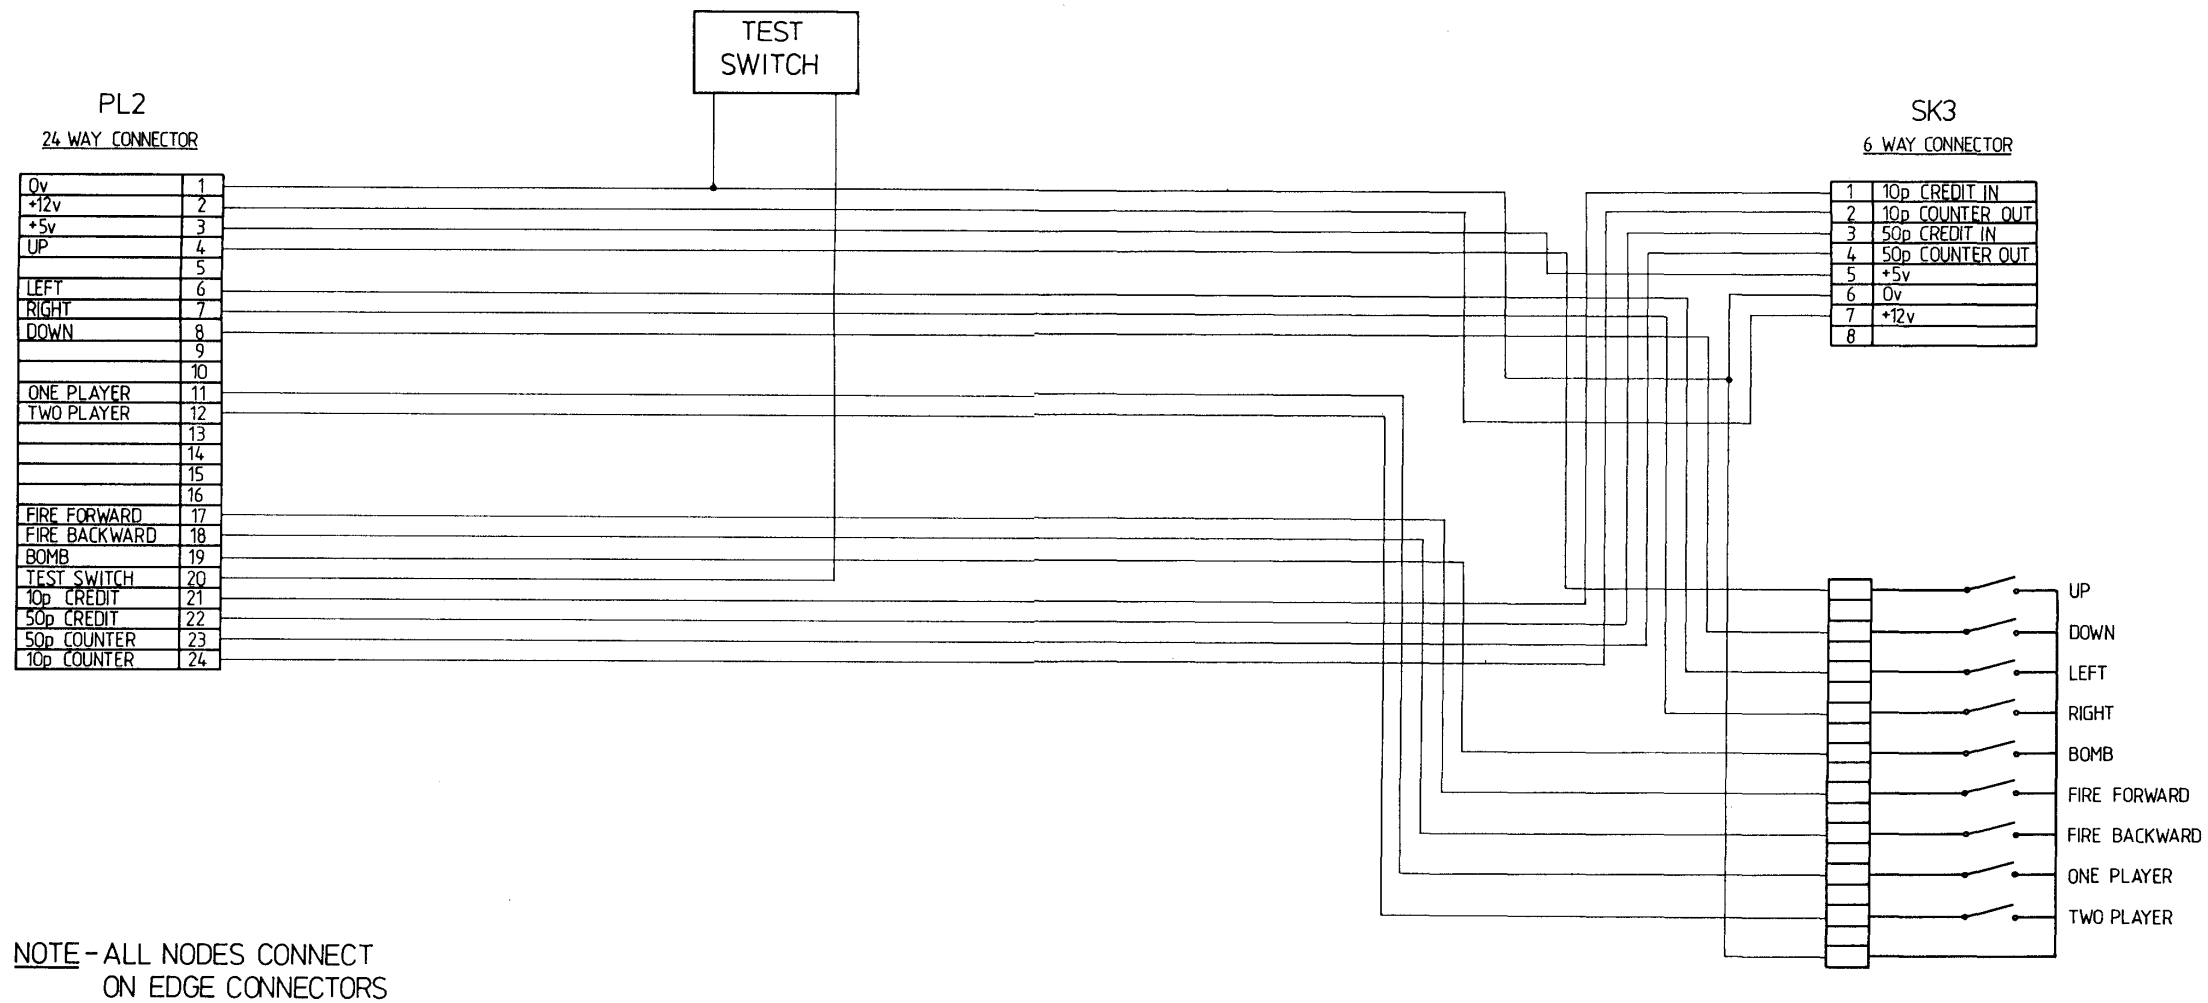 TEST
SWITCH
PL2
24 WAY CONNECTOR
0v 1
+12v 2
+5v 3
UP 4
5
LEFT 6
RIGHT 7
DOWN 8
9
10
ONE PLAYER 11
TWO PLAYER 12
13
14
15
16
FIRE FORWARD 17
FIRE BACKWARD 18
BOMB 19
TEST SWITCH 20
10p CREDIT 21
50p CREDIT 22
50p COUNTER 23
10p COUNTER 24
SK3
6 WAY CONNECTOR
1 10p CREDIT IN
2 10p COUNTER OUT
3 50p CREDIT IN
4 50p COUNTER OUT
5 +5v
6 0v
7 +12v
8
UP
DOWN
LEFT
RIGHT
BOMB
FIRE FORWARD
FIRE BACKWARD
ONE PLAYER
TWO PLAYER
NOTE - ALL NODES CONNECT
ON EDGE CONNECTORS